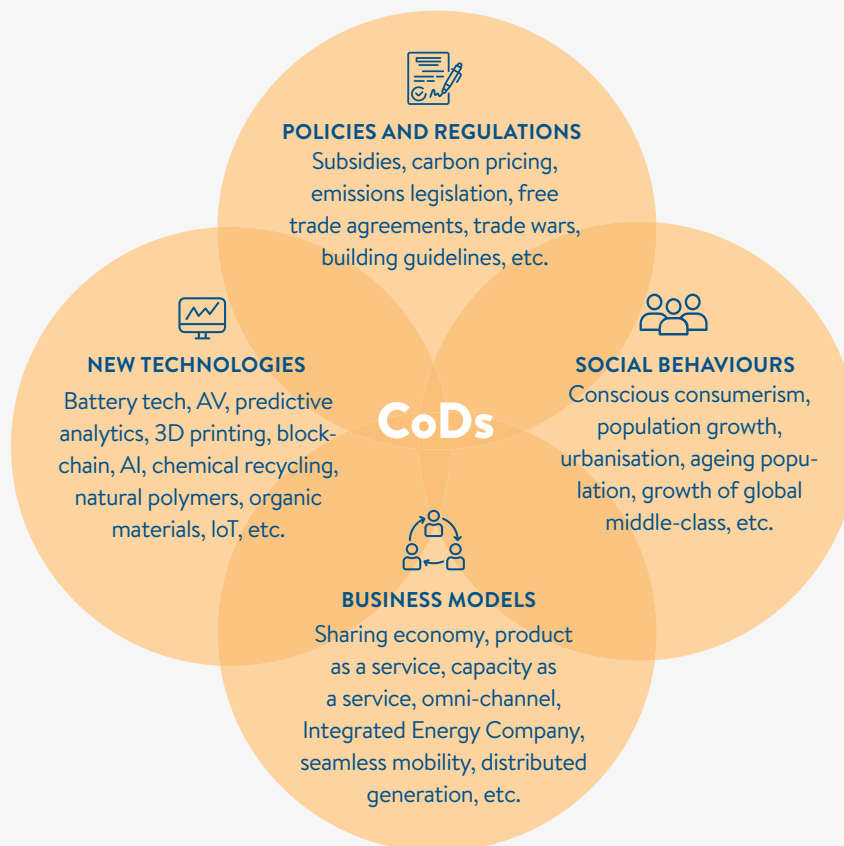 POLICIES AND REGULATIONS
Subsidies, carbon pricing,
emissions legislation, free
trade agreements, trade wars,
building guidelines, etc.
NEW TECHNOLOGIES
Battery tech, AV, predictive
analytics, 3D printing, block-
chain, AI, chemical recycling,
natural polymers, organic
materials, IoT, etc.
CoDs
SOCIAL BEHAVIOURS
Conscious consumerism,
population growth,
urbanisation, ageing popu-
lation, growth of global
middle-class, etc.
BUSINESS MODELS
Sharing economy, product
as a service, capacity as
a service, omni-channel,
Integrated Energy Company,
seamless mobility, distributed
generation, etc.